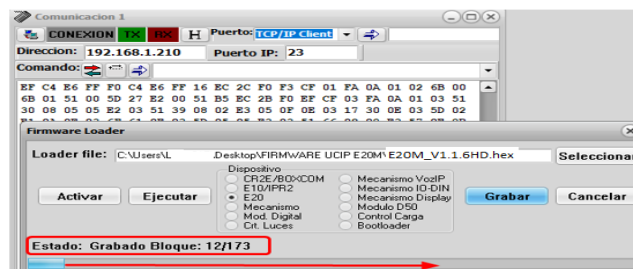 Comunicacion 1
CONEXION TX RX H Puerto: TCP/IP Client
Direccion: 192.168.1.210 Puerto IP: 23
Comando:
EF C4 E6 FF F0 C4 E6 FF 16 EC 2C F0 F3 CF 01 FA 0A 01 02 6B 00
6B 01 51 00 5D 27 E2 00 51 B5 EC 2B F0 EF CF 03 FA 0A 01 03 51
30 08 05 05 E2 03 51 39 08 02 E3 05 0F 0E 03 17 30 0E 03 5D 02
Firmware Loader
Loader file: C:\Users\L Desktop\FIRMWARE UCIP E20M\E20M_V1.1.6HD.hex Seleccionar
Dispositivo
CR2E/BOXCOM Mecanismo VozIP
E10/IPR2 Mecanismo IO-DIN
Activar Ejecutar E20 Mecanismo Display Grabar Cancelar
Mecanismo Modulo D50
Mod. Digital Control Carga
Crt. Luces Bootloader
Estado: Grabado Bloque: 12/173